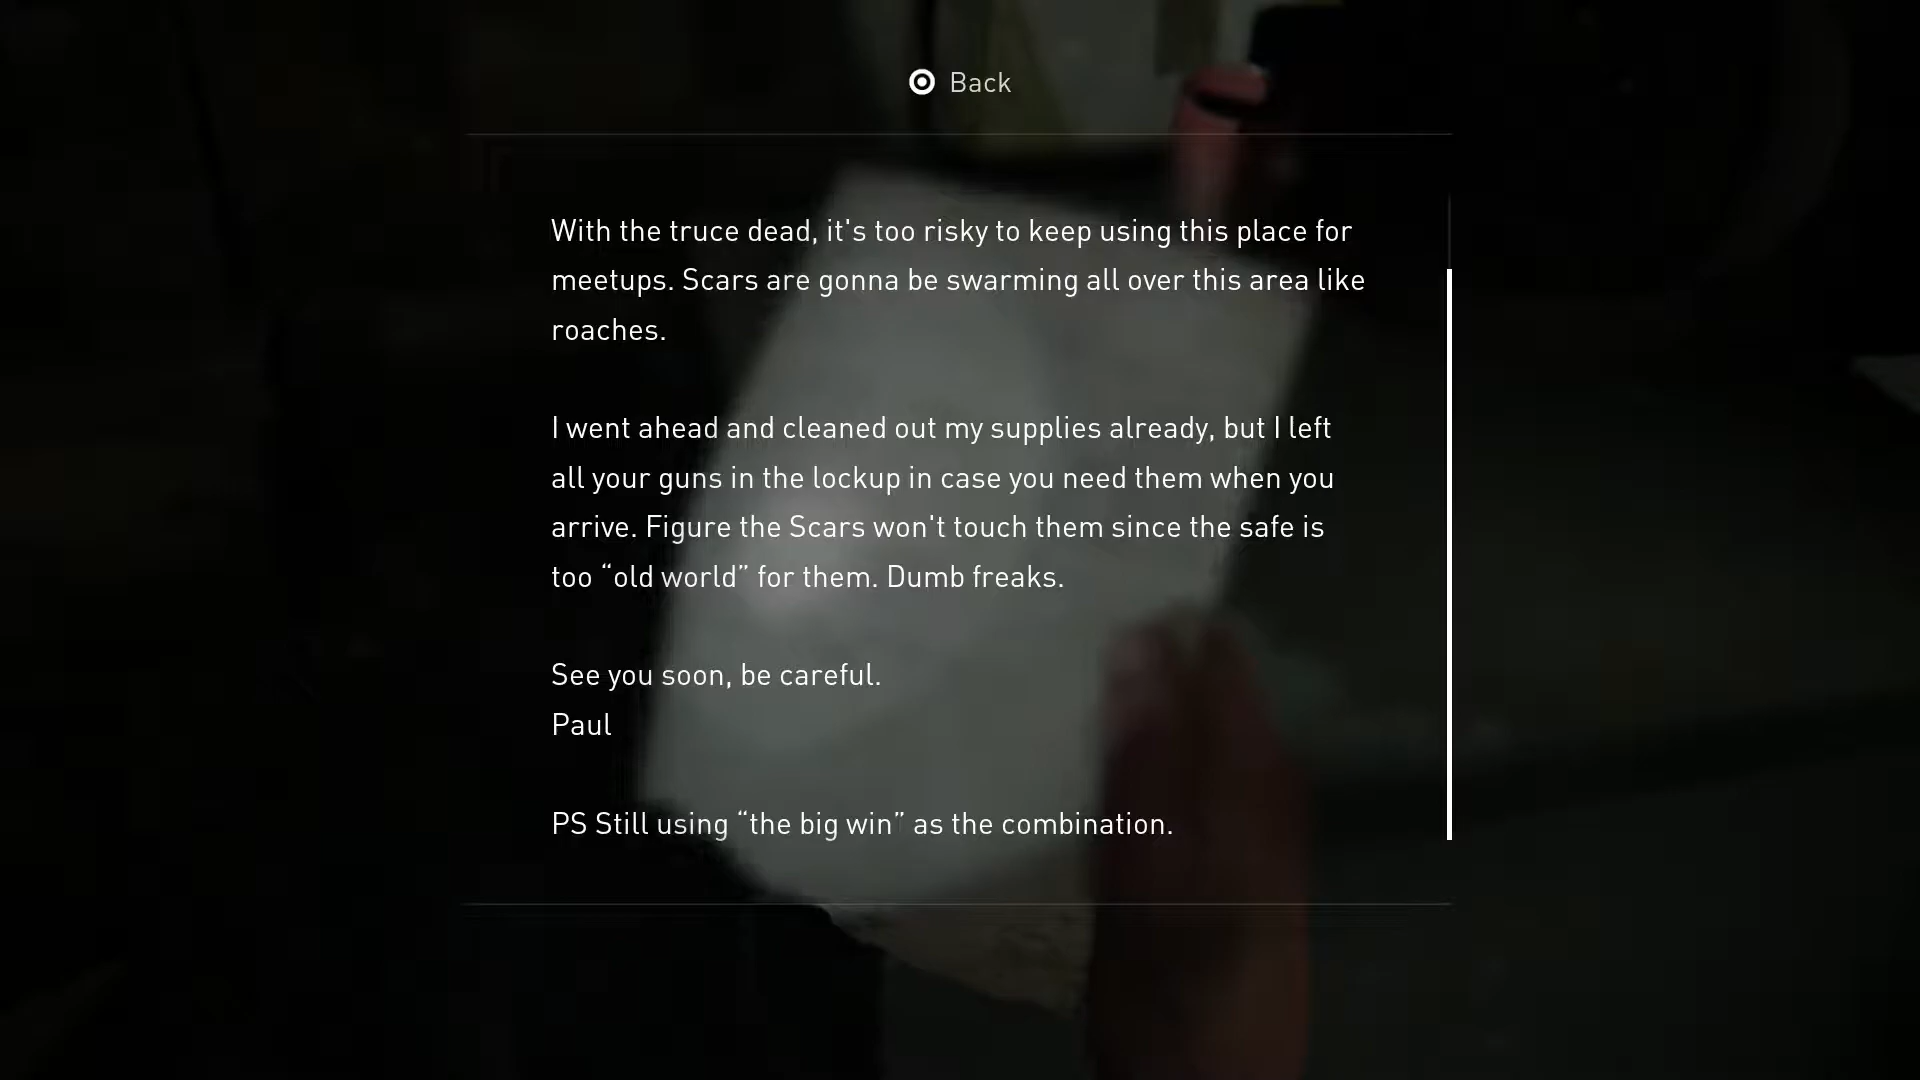 Back
With the truce dead, it's too risky to keep using this place for
meetups. Scars are gonna be swarming all over this area like
roaches.
I went ahead and cleaned out my supplies already, but I left
all your guns in the lockup in case you need them when you
arrive. Figure the Scars won't touch them since the safe is
too “old world” for them. Dumb freaks.
See you soon, be careful.
Paul
PS Still using “the big win” as the combination.